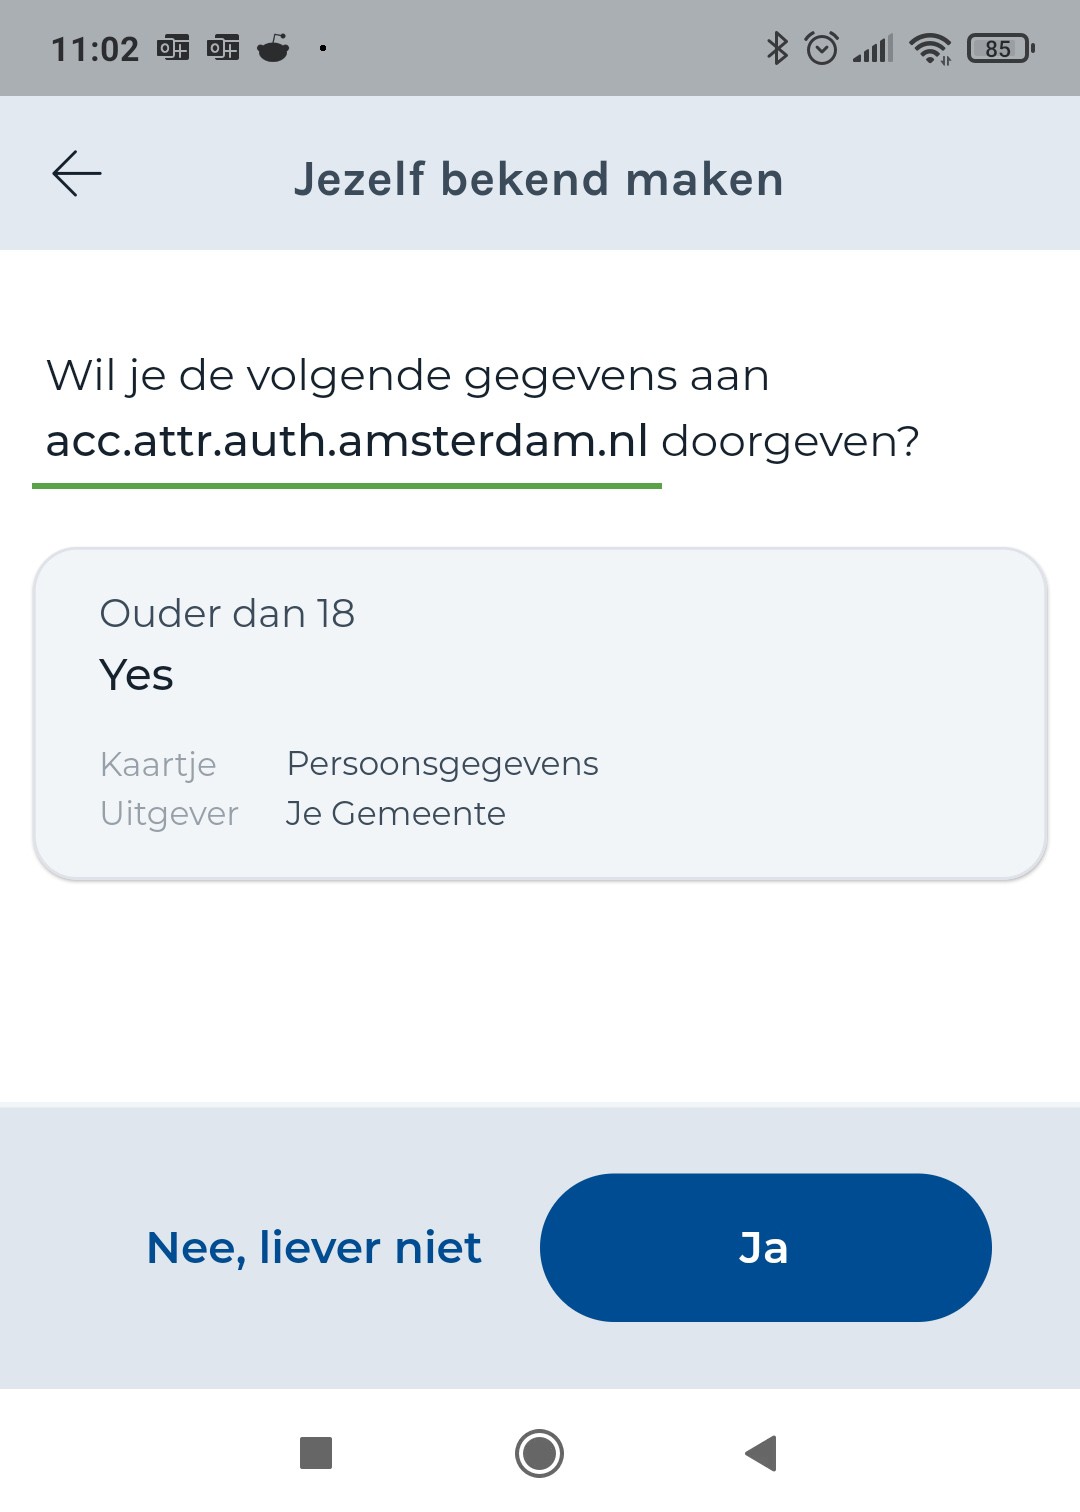 11:02
85
Jezelf bekend maken
Wil je de volgende gegevens aan
acc.attr.auth.amsterdam.nl doorgeven?
Ouder dan 18
Yes
Kaartje Persoonsgegevens
Uitgever Je Gemeente
Nee, liever niet
Ja